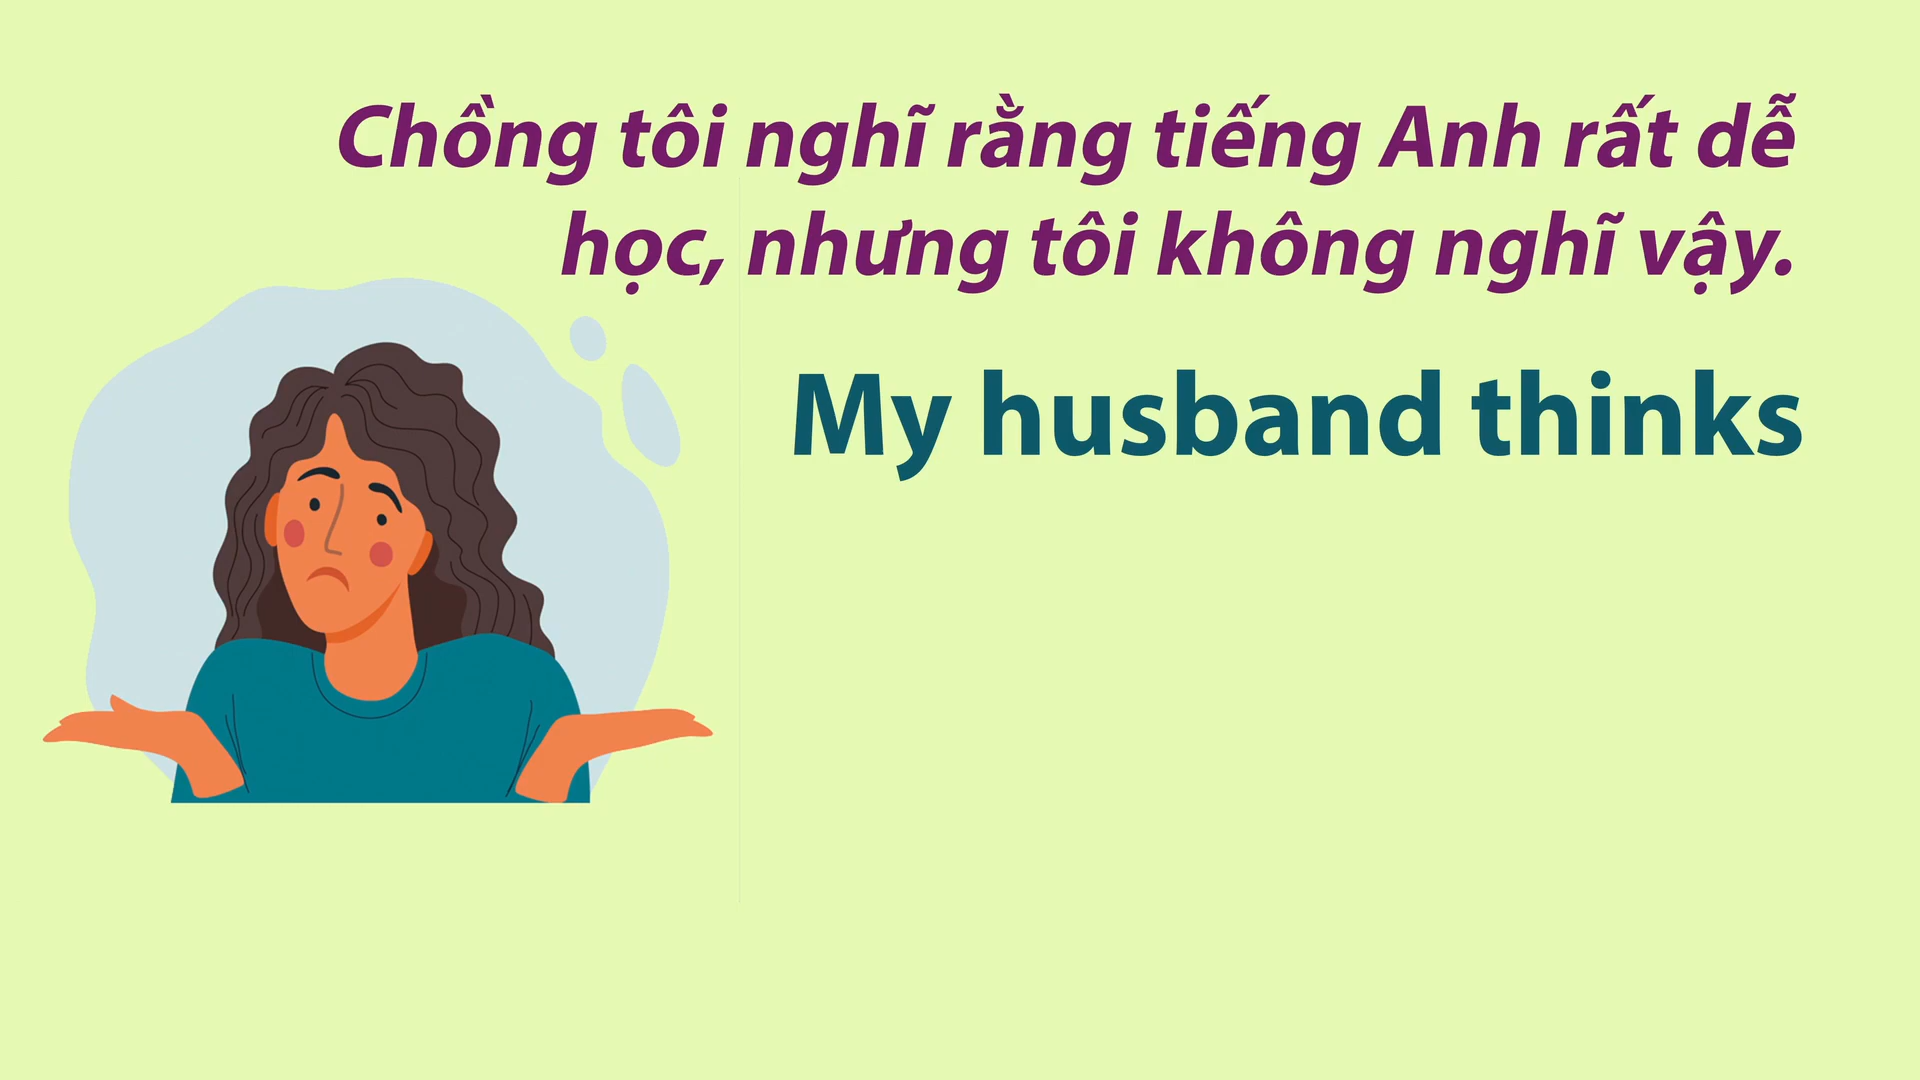 Chồng tôi nghĩ rằng tiếng Anh rất dễ
học, nhưng tôi không nghĩ vậy.
My husband thinks